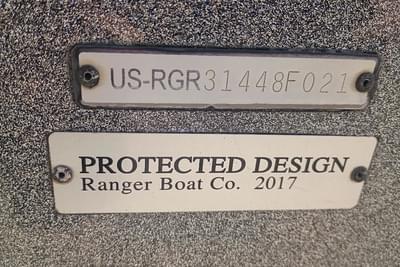 US-RGR31448F021
PROTECTED DESIGN
Ranger Boat Co. 2017